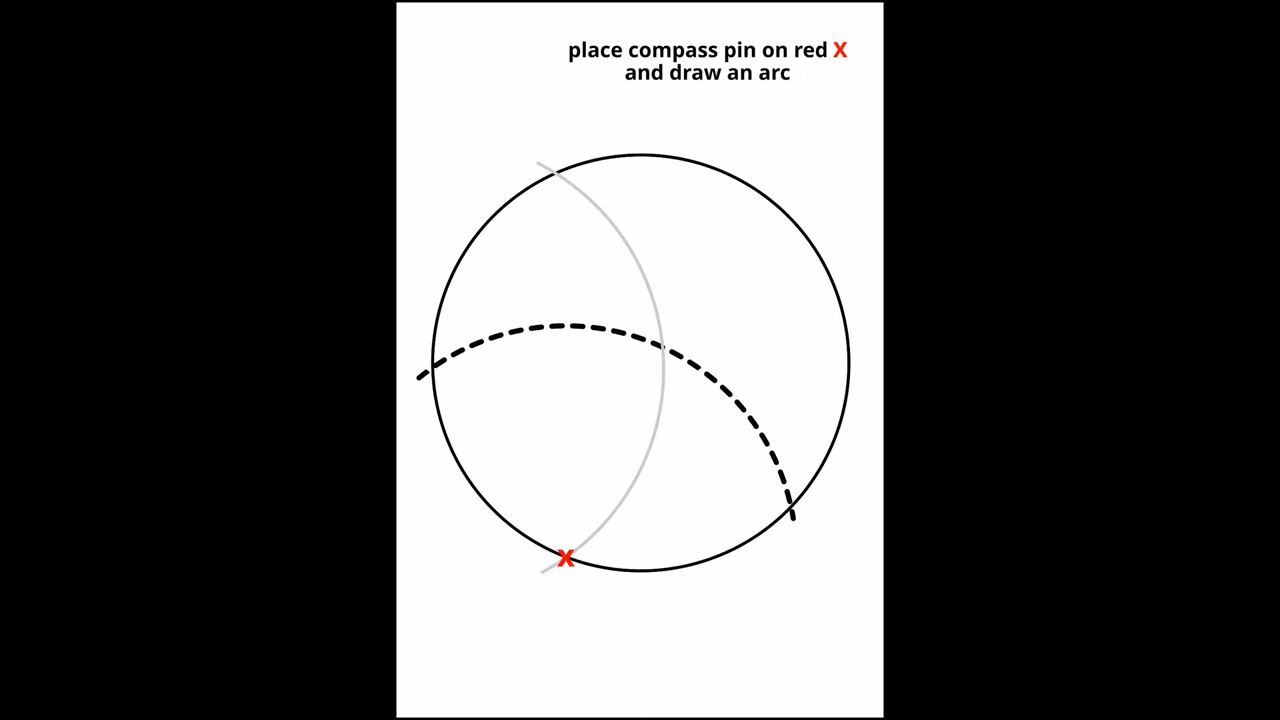 place compass pin on red X
and draw an arc
X